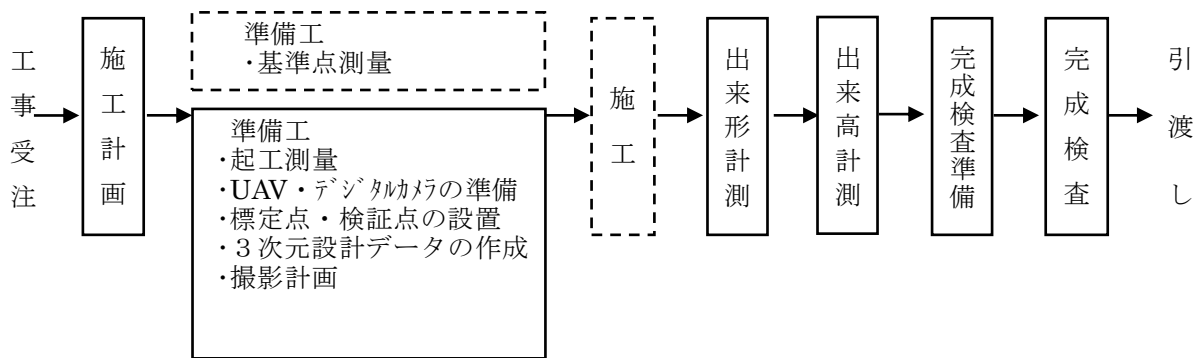 工事受注
施工計画
準備工
・基準点測量
準備工
・起工測量
・UAV・ﾃﾞｼﾞﾀﾙｶﾒﾗの準備
・標定点・検証点の設置
・３次元設計データの作成
・撮影計画
施工
出来形計測
出来高計測
完成検査準備
完成検査
引渡し